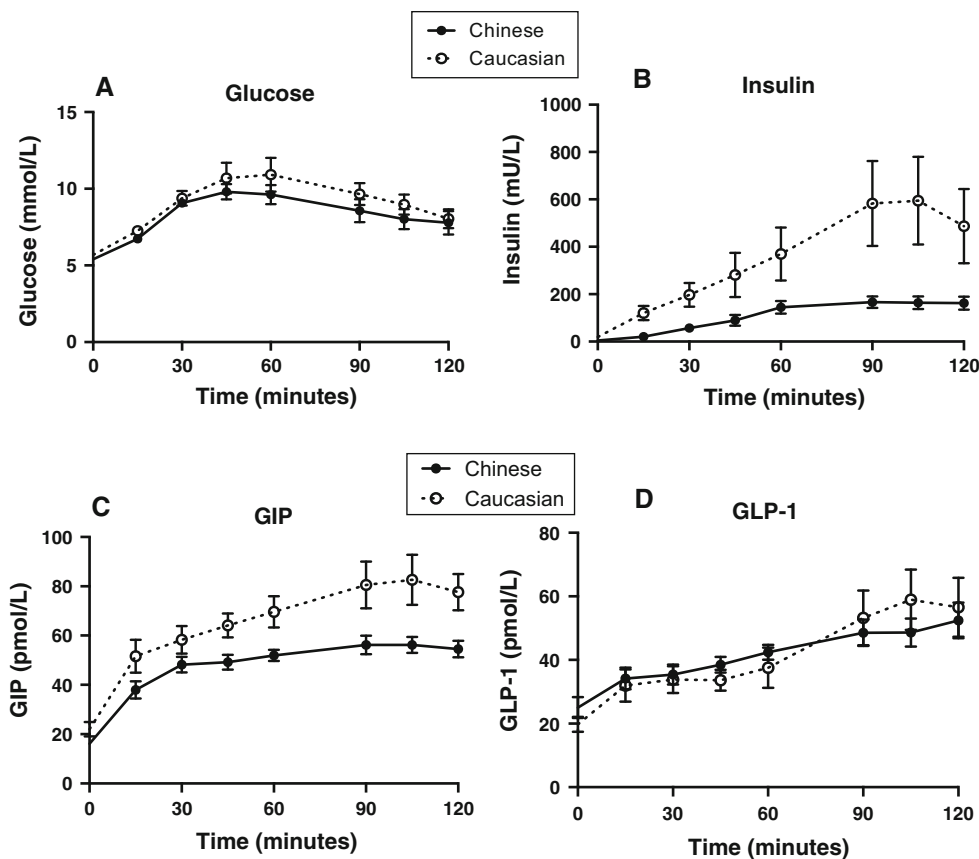 Chinese
Caucasian
A
Glucose
Glucose (mmol/L)
15
10
5
0
0 30 60 90 120
Time (minutes)
B
Insulin
Insulin (mU/L)
1000
800
600
400
200
0
0 30 60 90 120
Time (minutes)
Chinese
Caucasian
C
GIP
GIP (pmol/L)
100
80
60
40
20
0
0 30 60 90 120
Time (minutes)
D
GLP-1
GLP-1 (pmol/L)
80
60
40
20
0
0 30 60 90 120
Time (minutes)